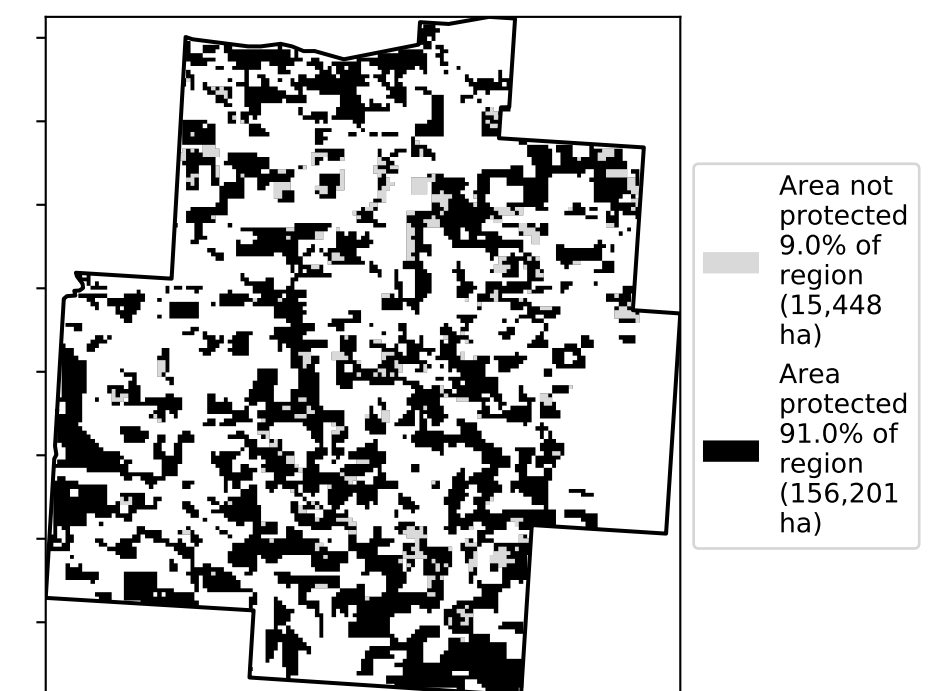 Area not
protected
9.0% of
region
(15,448
ha)
Area
protected
91.0% of
region
(156,201
ha)